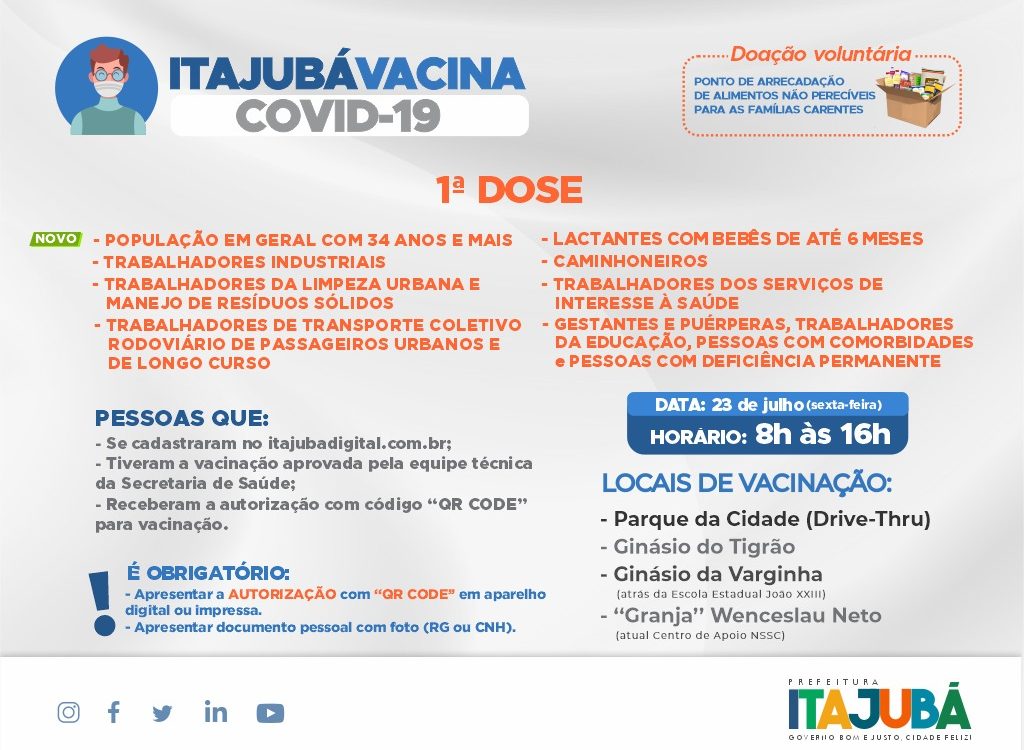 ITAJUBÁVACINA
COVID-19
Doação voluntária
PONTO DE ARRECADAÇÃO
DE ALIMENTOS NÃO PERECÍVEIS
PARA AS FAMÍLIAS CARENTES
1ª DOSE
NOVO
- POPULAÇÃO EM GERAL COM 34 ANOS E MAIS
- TRABALHADORES INDUSTRIAIS
- TRABALHADORES DA LIMPEZA URBANA E
MANEJO DE RESÍDUOS SÓLIDOS
- TRABALHADORES DE TRANSPORTE COLETIVO
RODOVIÁRIO DE PASSAGEIROS URBANOS E
DE LONGO CURSO
- LACTANTES COM BEBÊS DE ATÉ 6 MESES
- CAMINHONEIROS
- TRABALHADORES DOS SERVIÇOS DE
INTERESSE À SAÚDE
- GESTANTES E PUÉRPERAS, TRABALHADORES
DA EDUCAÇÃO, PESSOAS COM COMORBIDADES
e PESSOAS COM DEFICIÊNCIA PERMANENTE
PESSOAS QUE:
- Se cadastraram no itajubadigital.com.br;
- Tiveram a vacinação aprovada pela equipe técnica
da Secretaria de Saúde;
- Receberam a autorização com código “QR CODE”
para vacinação.
É OBRIGATÓRIO:
- Apresentar a AUTORIZAÇÃO com “QR CODE” em aparelho
digital ou impressa.
- Apresentar documento pessoal com foto (RG ou CNH).
DATA: 23 de julho (sexta-feira)
HORÁRIO: 8h às 16h
LOCAIS DE VACINAÇÃO:
- Parque da Cidade (Drive-Thru)
- Ginásio do Tigrão
- Ginásio da Varginha
(atrás da Escola Estadual João XXIII)
- “Granja” Wenceslau Neto
(atual Centro de Apoio NSSC)
PREFEITURA
ITAJUBÁ
GOVERNO BOM E JUSTO, CIDADE FELIZ!